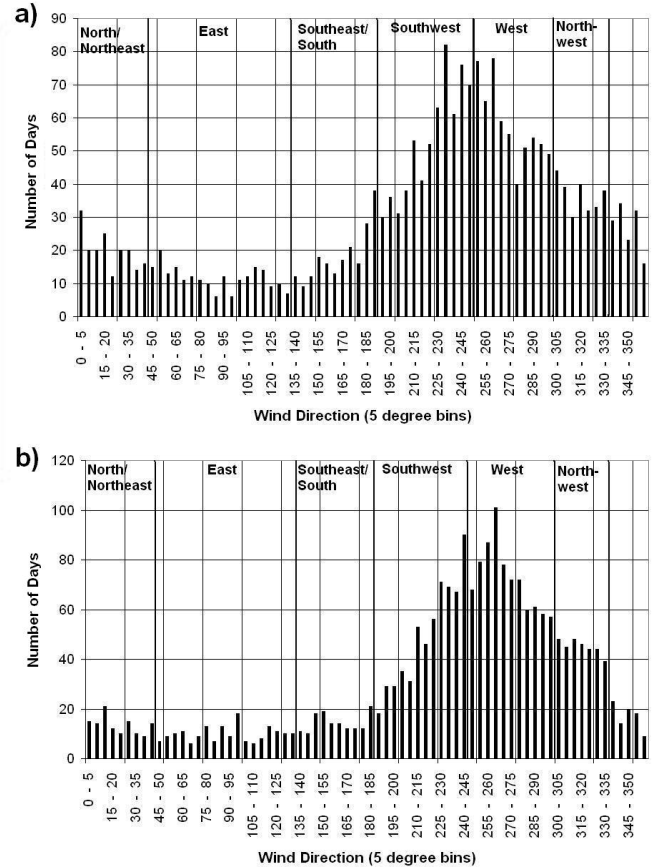 a)
90
80
70
60
50
40
30
20
10
0
Number of Days
North/
Northeast
East
Southeast/
South
Southwest
West
North-
west
0 - 5
15 - 20
30 - 35
45 - 50
60 - 65
75 - 80
90 - 95
105 - 110
120 - 125
135 - 140
150 - 155
165 - 170
180 - 185
195 - 200
210 - 215
225 - 230
240 - 245
255 - 260
270 - 275
285 - 290
300 - 305
315 - 320
330 - 335
345 - 350
Wind Direction (5 degree bins)
b)
120
100
80
60
40
20
0
Number of Days
North/
Northeast
East
Southeast/
South
Southwest
West
North-
west
0 - 5
15 - 20
30 - 35
45 - 50
60 - 65
75 - 80
90 - 95
105 - 110
120 - 125
135 - 140
150 - 155
165 - 170
180 - 185
195 - 200
210 - 215
225 - 230
240 - 245
255 - 260
270 - 275
285 - 290
300 - 305
315 - 320
330 - 335
345 - 350
Wind Direction (5 degree bins)